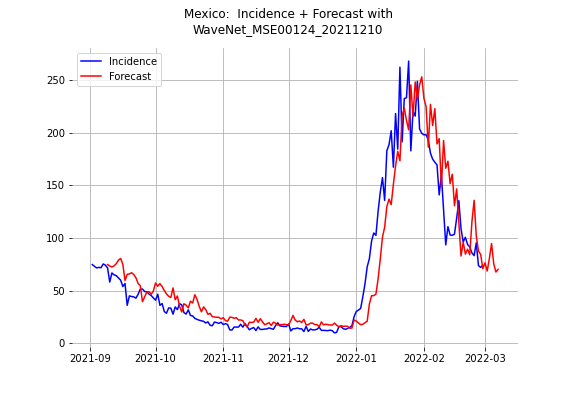 Mexico:  Incidence + Forecast with
WaveNet_MSE00124_20211210
Incidence
Forecast
250
200
150
100
50
0
2021-09 2021-10 2021-11 2021-12 2022-01 2022-02 2022-03